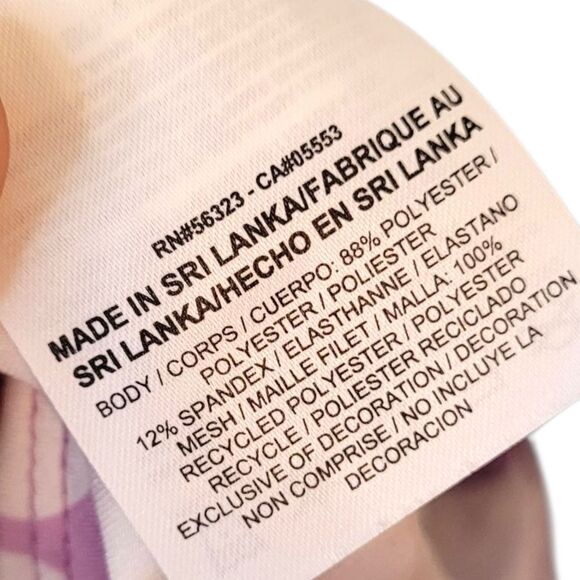 RN#56323 - CA#05553
MADE IN SRI LANKA/FABRIQUE AU
SRI LANKA/HECHO EN SRI LANKA
BODY / CORPS / CUERPO: 88% POLYESTER /
POLYESTER / POLIESTER
12% SPANDEX / ELASTHANNE / ELASTANO
MESH / MAILLE FILET / MALLA: 100%
RECYCLED POLYESTER / POLYESTER
RECYCLE / POLIESTER RECICLADO
EXCLUSIVE OF DECORATION / DECORATION
NON COMPRISE / NO INCLUYE LA
DECORACION